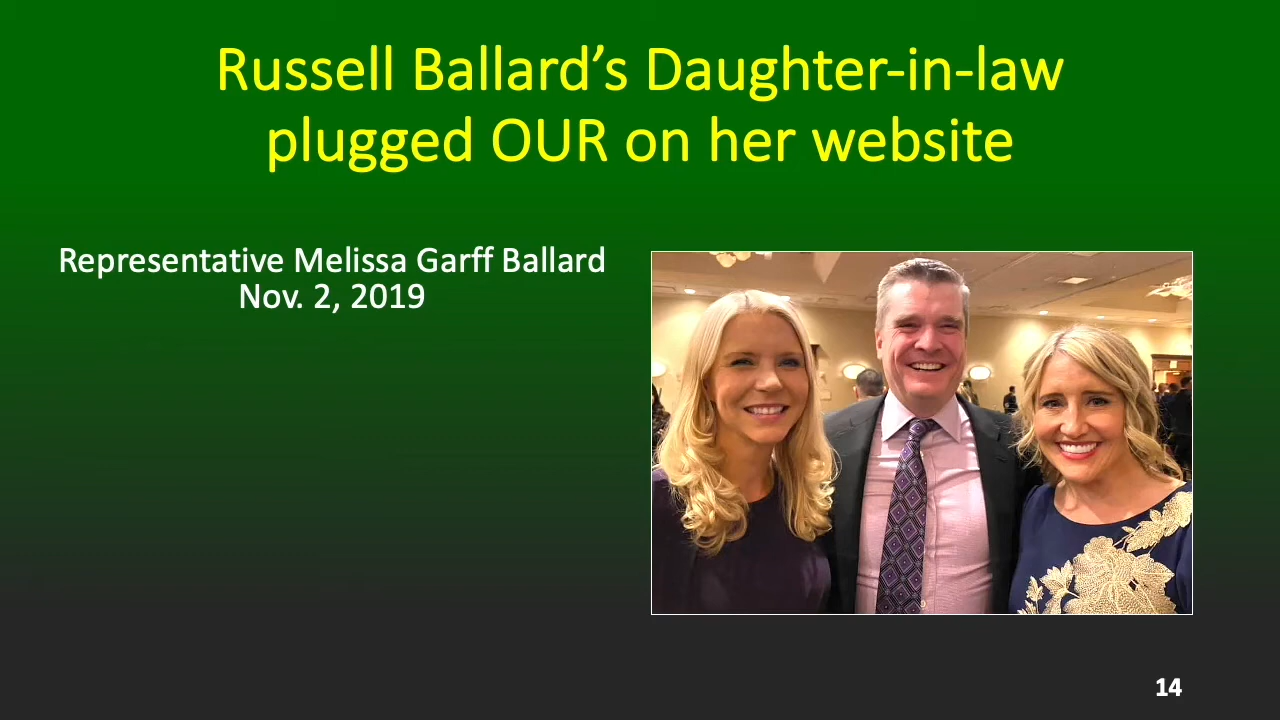 Russell Ballard’s Daughter-in-law
plugged OUR on her website
Representative Melissa Garff Ballard
Nov. 2, 2019
14